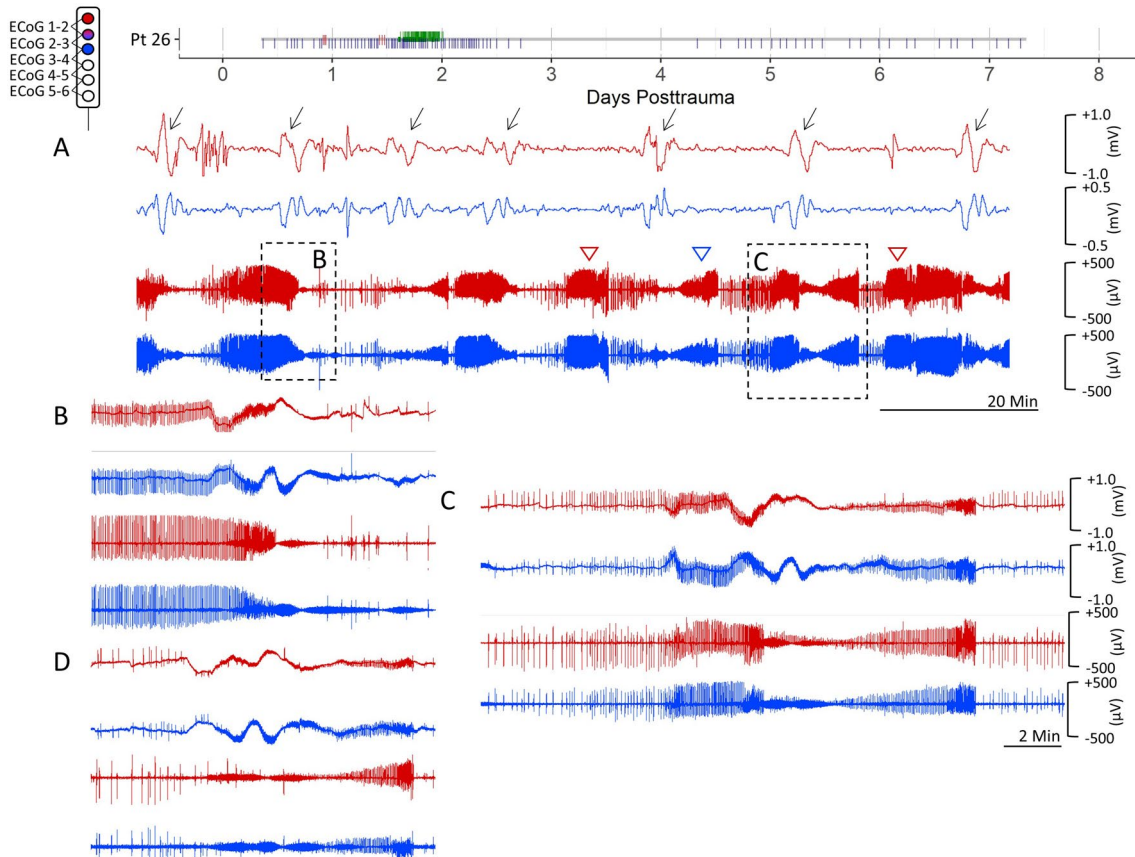 ECoG 1-2
ECoG 2-3
ECoG 3-4
ECoG 4-5
ECoG 5-6
Pt 26
0 1 2 3 4 5 6 7 8
Days Posttrauma
A
+1.0
(mV)
-1.0
+0.5
(mV)
-0.5
B
C
+500
(µV)
-500
+500
(µV)
-500
20 Min
B
C
+1.0
(mV)
-1.0
+1.0
(mV)
-1.0
+500
(µV)
-500
+500
(µV)
-500
2 Min
D